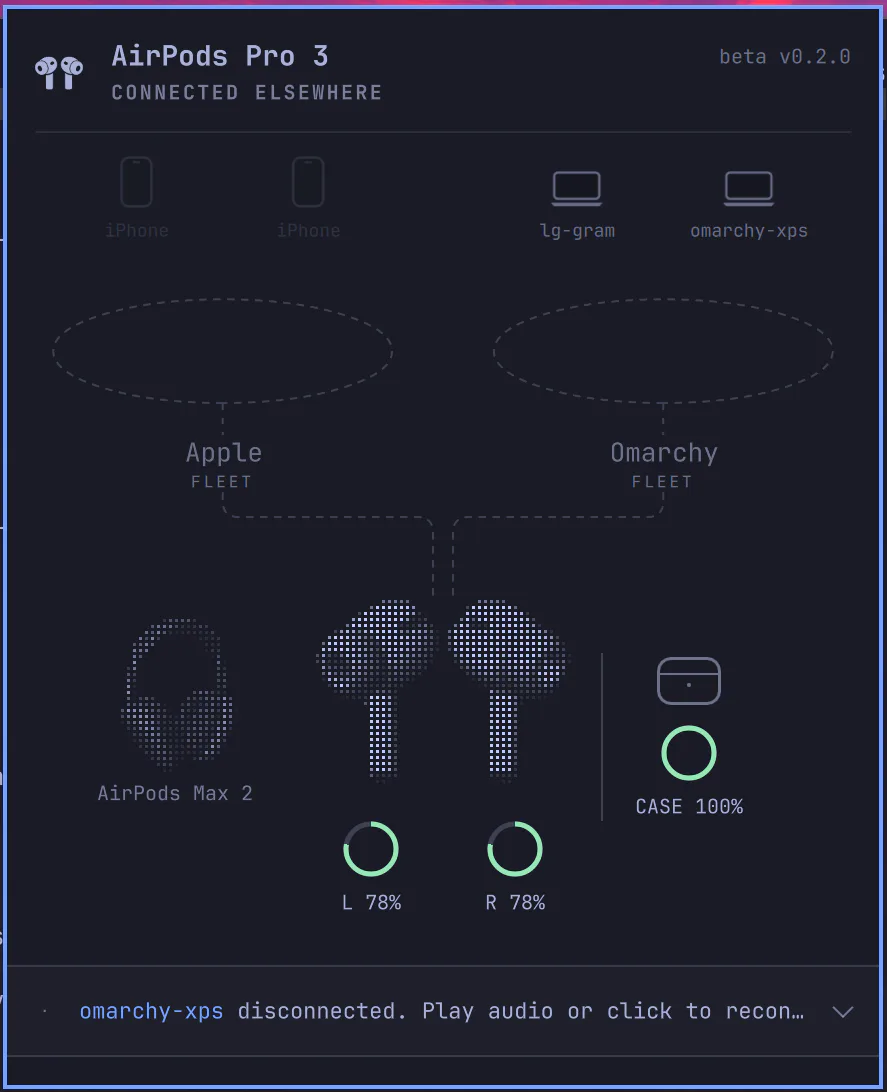 AirPods Pro 3
beta v0.2.0
CONNECTED ELSEWHERE
iPhone
iPhone
lg-gram
omarchy-xps
Apple
FLEET
Omarchy
FLEET
AirPods Max 2
CASE 100%
L 78%
R 78%
omarchy-xps disconnected. Play audio or click to recon…